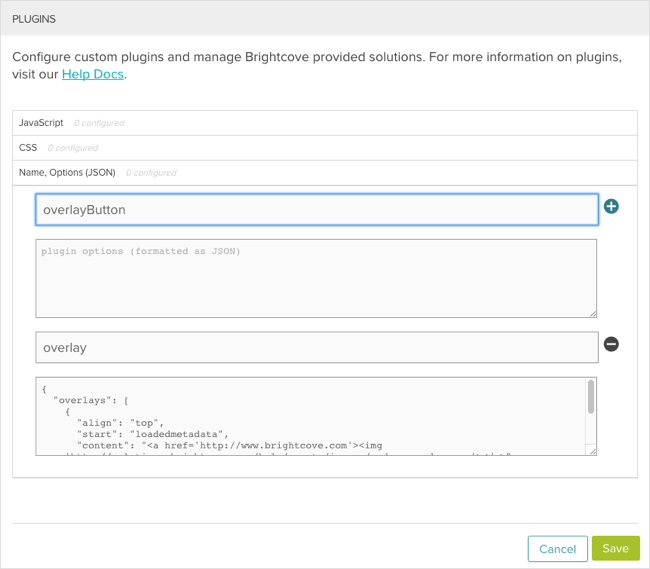 PLUGINS
Configure custom plugins and manage Brightcove provided solutions. For more information on plugins,
visit our Help Docs.
JavaScript 0 configured
CSS 0 configured
Name, Options (JSON) 0 configured
overlayButton
plugin options (formatted as JSON)
overlay
{
"overlays": [
{
"align": "top",
"start": "loadedmetadata",
"content": "<a href='http://www.brightcove.com'><img
Cancel
Save